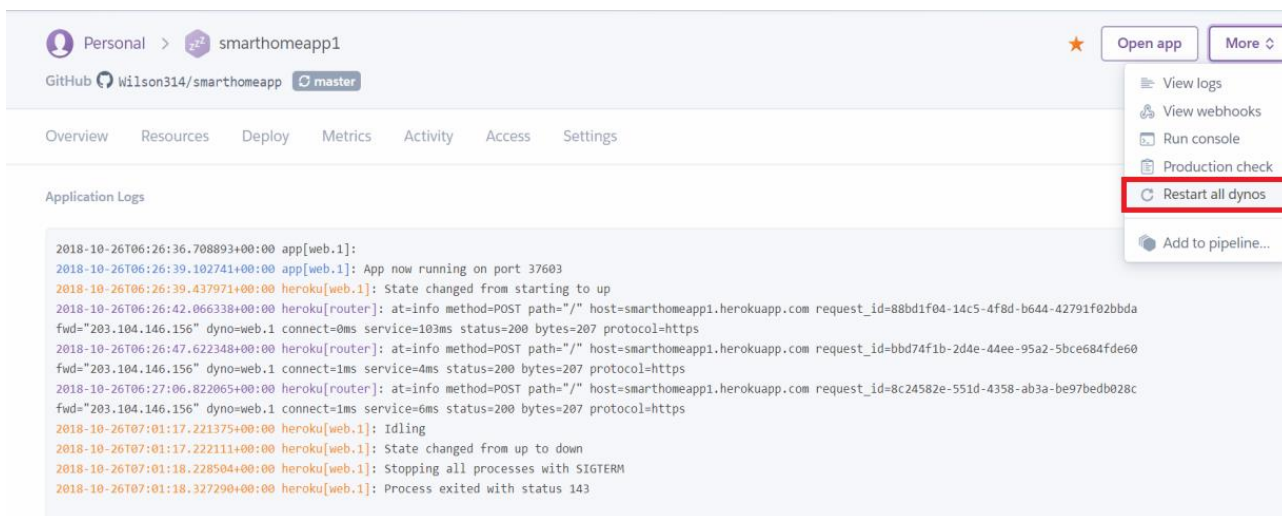 Personal > smarthomeapp1
Open app
More
GitHub Wilson314/smarthomeapp master
View logs
View webhooks
Run console
Production check
Restart all dynos
Add to pipeline...
Overview Resources Deploy Metrics Activity Access Settings
Application Logs
2018-10-26T06:26:36.708893+00:00 app[web.1]:
2018-10-26T06:26:39.102741+00:00 app[web.1]: App now running on port 37603
2018-10-26T06:26:39.437971+00:00 heroku[web.1]: State changed from starting to up
2018-10-26T06:26:42.066338+00:00 heroku[router]: at=info method=POST path="/" host=smarthomeapp1.herokuapp.com request_id=88bd1f04-14c5-4f8d-b644-42791f02bbda
fwd="203.104.146.156" dyno=web.1 connect=0ms service=103ms status=200 bytes=207 protocol=https
2018-10-26T06:26:47.622348+00:00 heroku[router]: at=info method=POST path="/" host=smarthomeapp1.herokuapp.com request_id=bbd74f1b-2d4e-44ee-95a2-5bce684fde60
fwd="203.104.146.156" dyno=web.1 connect=1ms service=4ms status=200 bytes=207 protocol=https
2018-10-26T06:27:06.822065+00:00 heroku[router]: at=info method=POST path="/" host=smarthomeapp1.herokuapp.com request_id=8c24582e-551d-4358-ab3a-be97bedb028c
fwd="203.104.146.156" dyno=web.1 connect=1ms service=6ms status=200 bytes=207 protocol=https
2018-10-26T07:01:17.221375+00:00 heroku[web.1]: Idling
2018-10-26T07:01:17.222111+00:00 heroku[web.1]: State changed from up to down
2018-10-26T07:01:18.228504+00:00 heroku[web.1]: Stopping all processes with SIGTERM
2018-10-26T07:01:18.327290+00:00 heroku[web.1]: Process exited with status 143